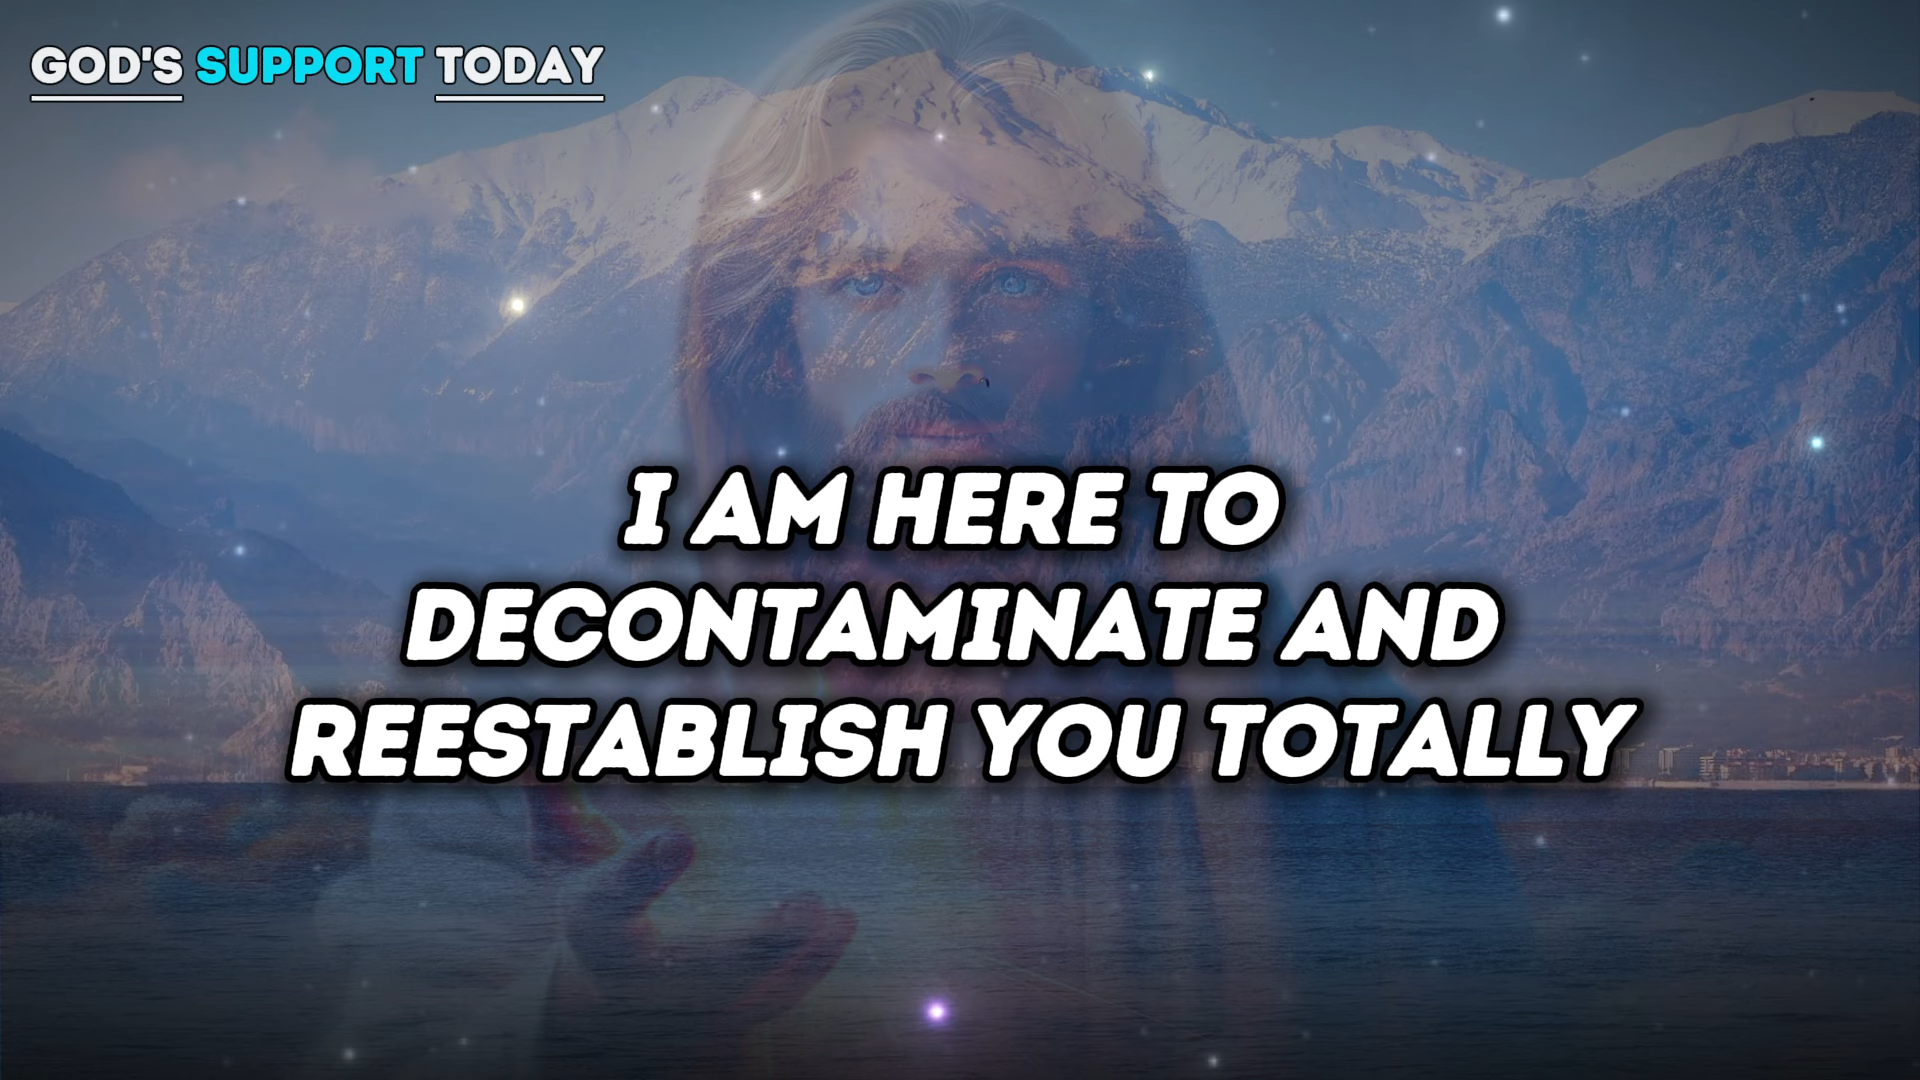 GOD'S SUPPORT TODAY
I AM HERE TO
DECONTAMINATE AND
REESTABLISH YOU TOTALLY